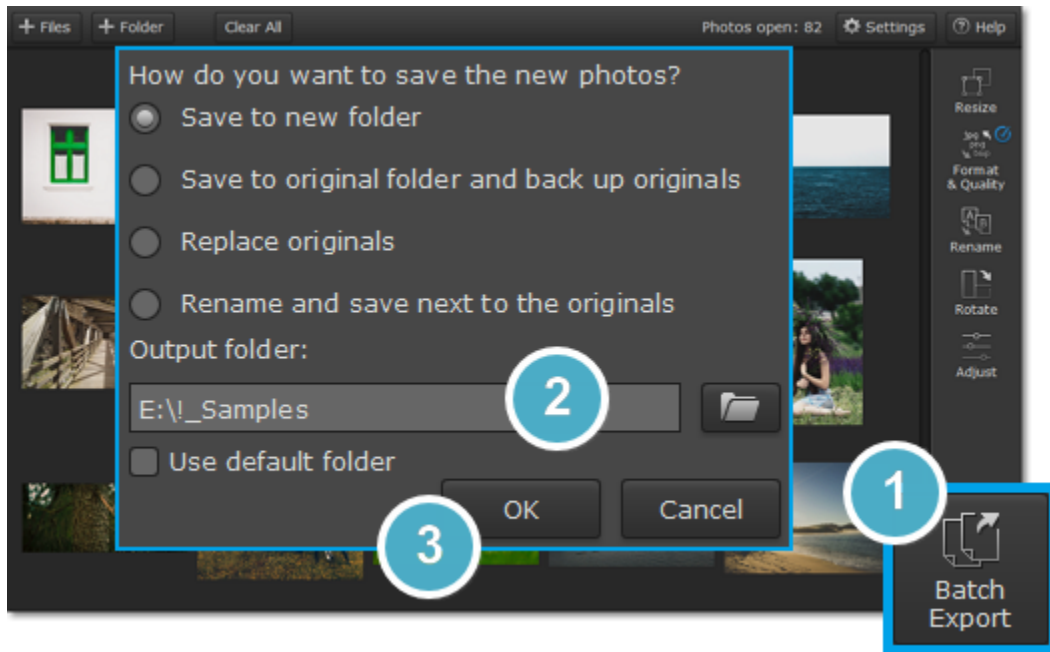 + Files
+ Folder
Clear All
Photos open: 82
Settings
? Help
How do you want to save the new photos?
Save to new folder
Save to original folder and back up originals
Replace originals
Rename and save next to the originals
Output folder:
E:\!_Samples
Use default folder
OK
Cancel
Resize
jpg
png
bmp
Format
& Quality
A
B
Rename
Rotate
Adjust
1
2
3
Batch
Export